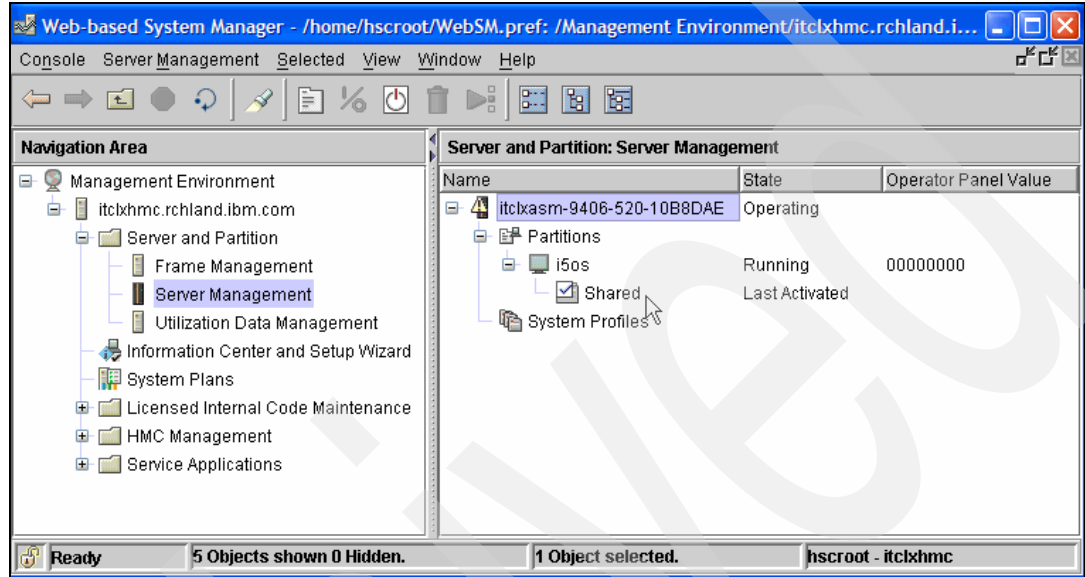 Web-based System Manager - /home/hscroot/WebSM.pref: /Management Environment/itclxhmc.rchland.i...
Console Server Management Selected View Window Help
Navigation Area
Server and Partition: Server Management
Management Environment
itclxhmc.rchland.ibm.com
Server and Partition
Frame Management
Server Management
Utilization Data Management
Information Center and Setup Wizard
System Plans
Licensed Internal Code Maintenance
HMC Management
Service Applications
Name State Operator Panel Value
itclxasm-9406-520-10B8DAE Operating
Partitions
i5os Running 00000000
Shared Last Activated
System Profiles
Ready 5 Objects shown 0 Hidden. 1 Object selected. hscroot - itclxhmc